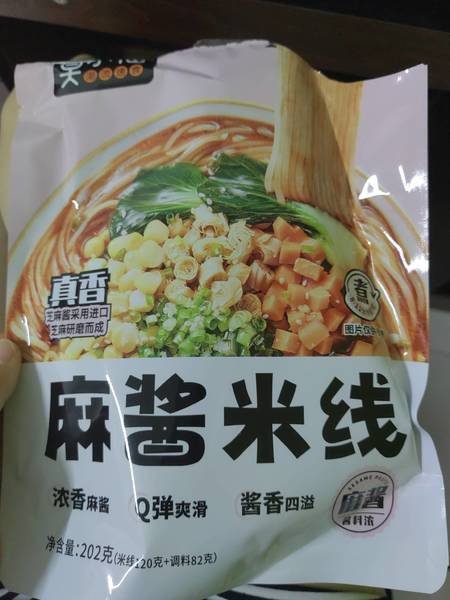 真香
芝麻酱采用进口
芝麻研磨而成
图片仅供
麻酱米线
浓香麻酱
Q弹爽滑
酱香四溢
SESAME PASTE
麻酱
酱料浓
净含量:202克(米线120克+调料82克)